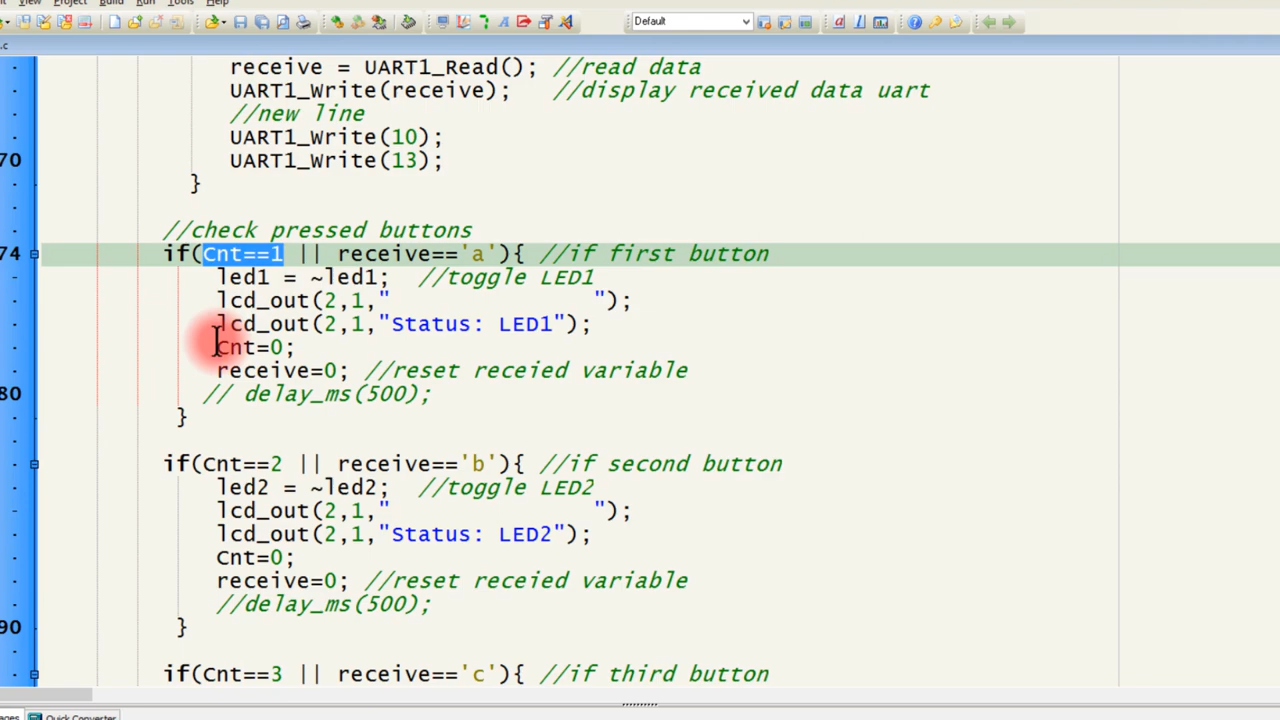 View Project Build Run Tools Help
Default
.c
receive = UART1_Read(); //read data
UART1_Write(receive); //display received data uart
//new line
UART1_Write(10);
70 UART1_Write(13);
}
//check pressed buttons
74 if(Cnt==1 || receive=='a'){ //if first button
led1 = ~led1; //toggle LED1
lcd_out(2,1,"                ");
lcd_out(2,1,"Status: LED1");
Cnt=0;
receive=0; //reset receied variable
80 // delay_ms(500);
}
if(Cnt==2 || receive=='b'){ //if second button
led2 = ~led2; //toggle LED2
lcd_out(2,1,"                ");
lcd_out(2,1,"Status: LED2");
Cnt=0;
receive=0; //reset receied variable
//delay_ms(500);
90 }
if(Cnt==3 || receive=='c'){ //if third button
Quick Converter